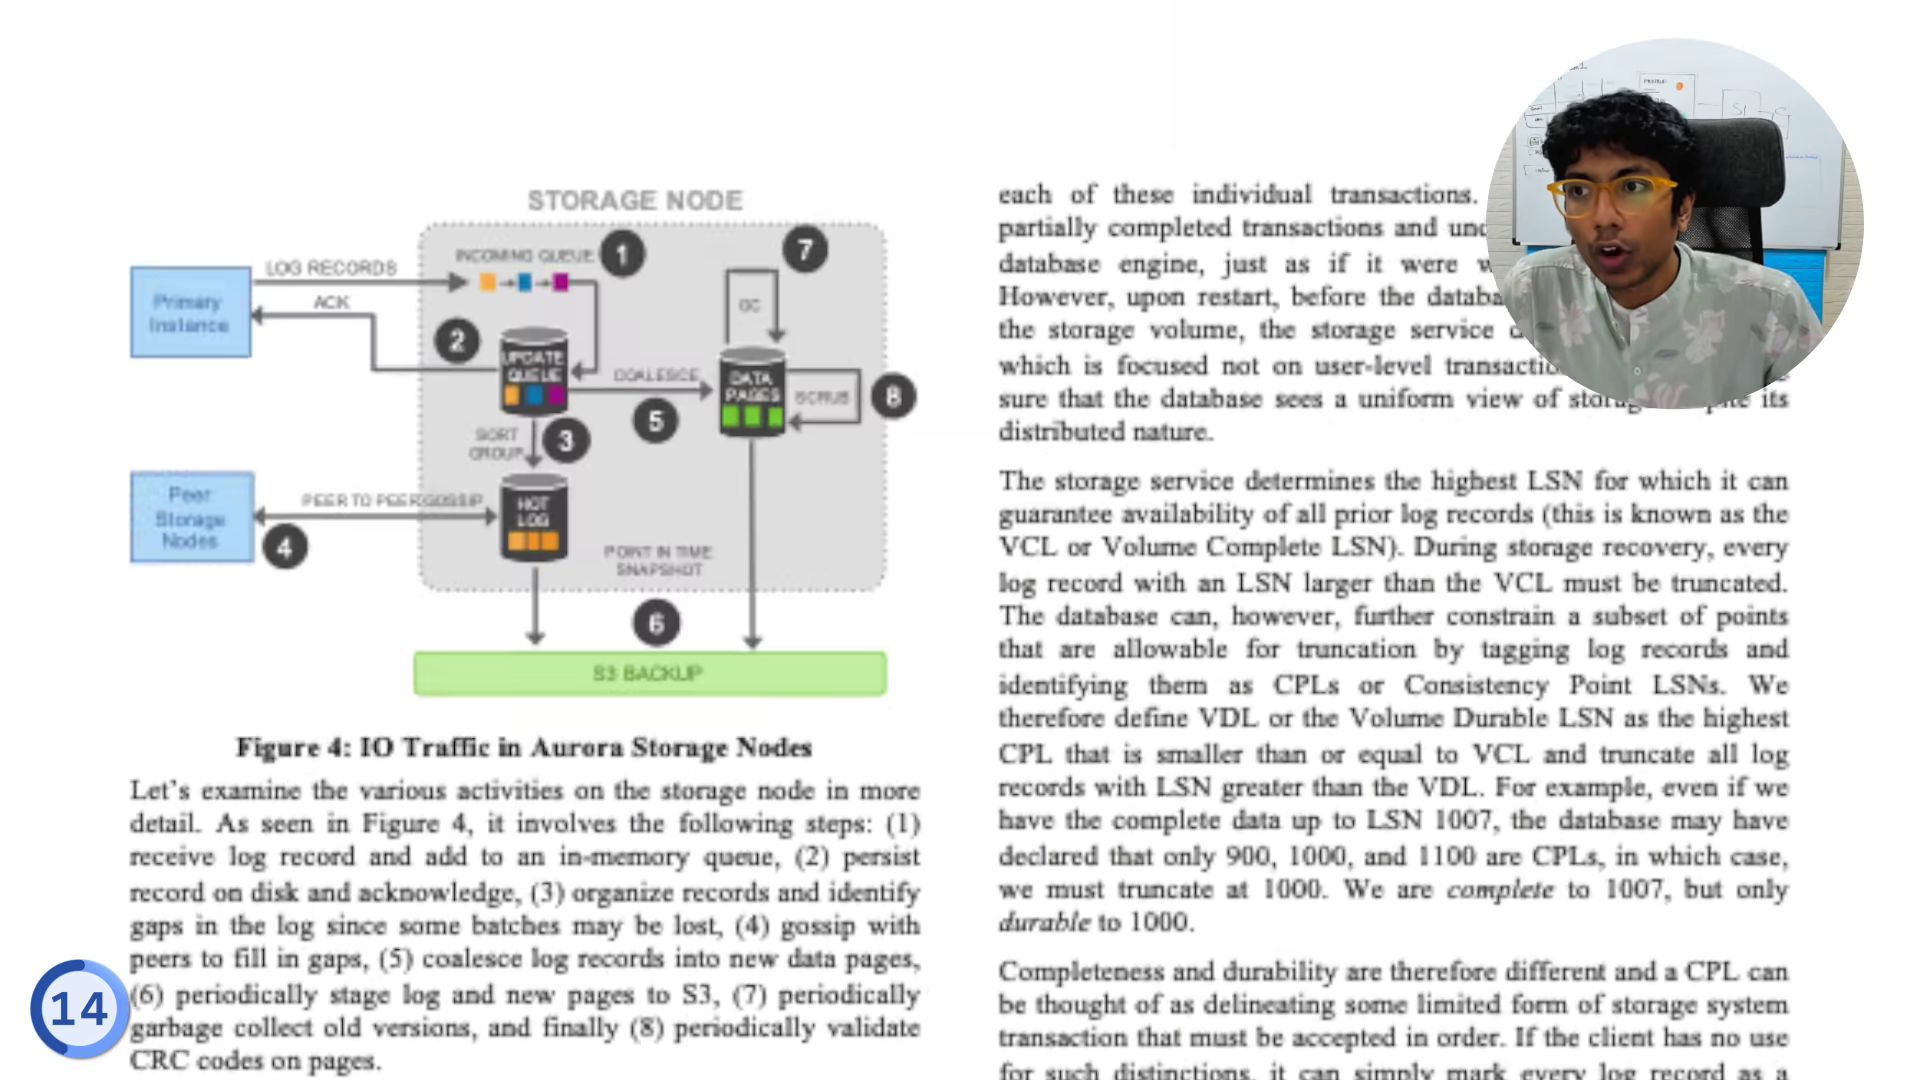 STORAGE NODE
INCOMING QUEUE
1
7
LOG RECORDS
Primary
Instance
ACK
GC
2
UPDATE
QUEUE
COALESCE
DATA
PAGES
SCRUB
8
5
SORT
GROUP
3
Peer
Storage
Nodes
PEER TO PEER GOSSIP
HOT
LOG
4
POINT IN TIME
SNAPSHOT
6
S3 BACKUP
Figure 4: IO Traffic in Aurora Storage Nodes
Let's examine the various activities on the storage node in more
detail. As seen in Figure 4, it involves the following steps: (1)
receive log record and add to an in-memory queue, (2) persist
record on disk and acknowledge, (3) organize records and identify
gaps in the log since some batches may be lost, (4) gossip with
peers to fill in gaps, (5) coalesce log records into new data pages,
(6) periodically stage log and new pages to S3, (7) periodically
garbage collect old versions, and finally (8) periodically validate
CRC codes on pages.
14
each of these individual transactions.
partially completed transactions and
database engine, just as if it were
However, upon restart, before the
the storage volume, the storage service
which is focused not on user-level
sure that the database sees a uniform view of its
distributed nature.
The storage service determines the highest LSN for which it can
guarantee availability of all prior log records (this is known as the
VCL or Volume Complete LSN). During storage recovery, every
log record with an LSN larger than the VCL must be truncated.
The database can, however, further constrain a subset of points
that are allowable for truncation by tagging log records and
identifying them as CPLs or Consistency Point LSNs. We
therefore define VDL or the Volume Durable LSN as the highest
CPL that is smaller than or equal to VCL and truncate all log
records with LSN greater than the VDL. For example, even if we
have the complete data up to LSN 1007, the database may have
declared that only 900, 1000, and 1100 are CPLs, in which case,
we must truncate at 1000. We are complete to 1007, but only
durable to 1000.
Completeness and durability are therefore different and a CPL can
be thought of as delineating some limited form of storage system
transaction that must be accepted in order. If the client has no use
for such distinctions, it can simply mark every log record as a